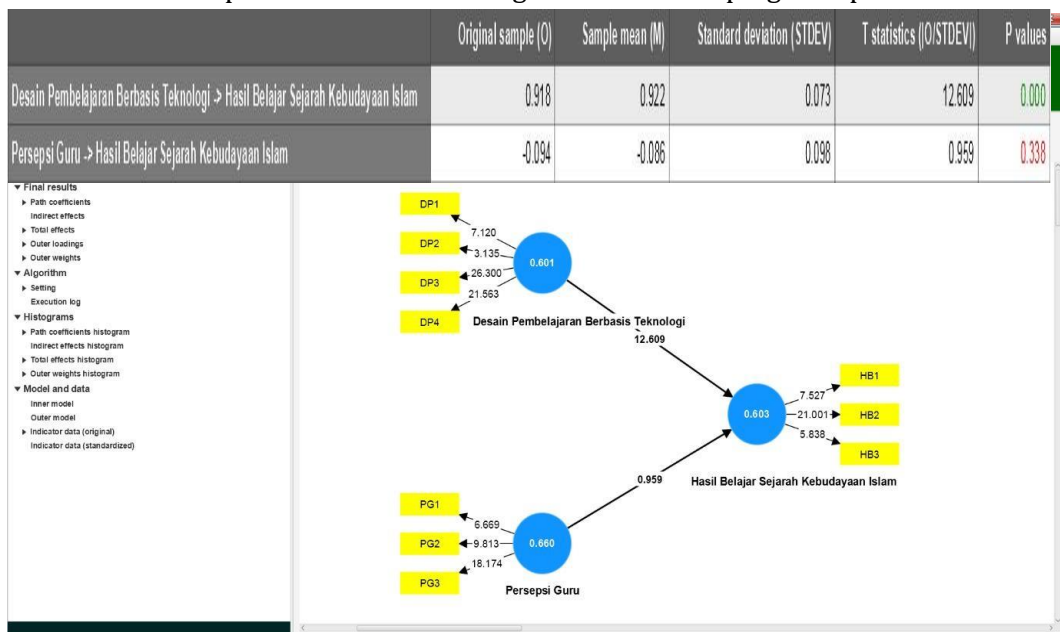 Original sample (O) Sample mean (M) Standard deviation (STDEV) T statistics (|O/STDEV|) P values
Desain Pembelajaran Berbasis Teknologi -> Hasil Belajar Sejarah Kebudayaan Islam 0.918 0.922 0.073 12.609 0.000
Persepsi Guru -> Hasil Belajar Sejarah Kebudayaan Islam -0.094 -0.086 0.098 0.959 0.338
Final results
Path coefficients
Indirect effects
Total effects
Outer loadings
Outer weights
Algorithm
Setting
Execution log
Histograms
Path coefficients histogram
Indirect effects histogram
Total effects histogram
Outer weights histogram
Model and data
Inner model
Outer model
Indicator data (original)
Indicator data (standardized)
DP1
7.120
DP2
3.135
0.601
DP3
26.300
21.563
DP4
Desain Pembelajaran Berbasis Teknologi
12.609
HB1
7.527
0.603
21.001
HB2
5.838
HB3
Hasil Belajar Sejarah Kebudayaan Islam
0.959
PG1
6.669
PG2
9.813
0.660
18.174
PG3
Persepsi Guru